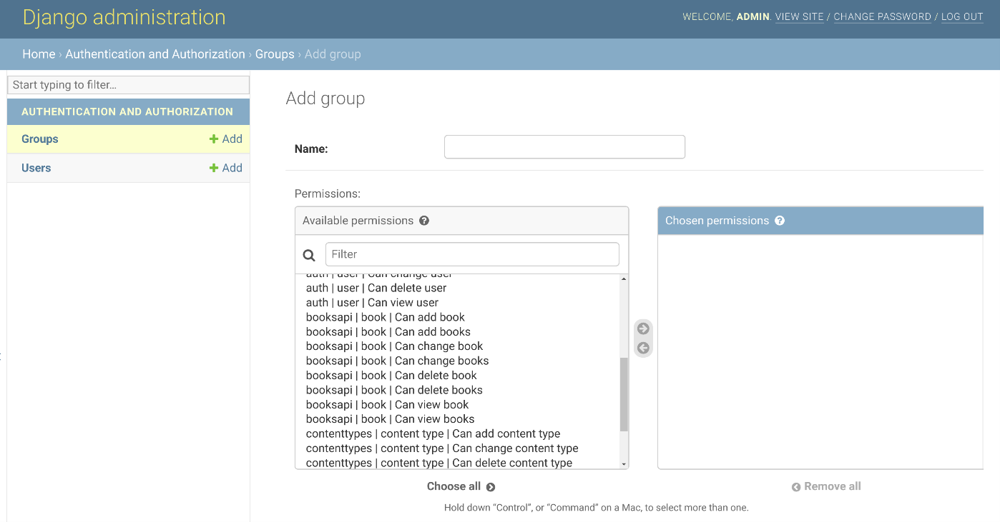 Django administration
WELCOME, ADMIN. VIEW SITE / CHANGE PASSWORD / LOG OUT
Home › Authentication and Authorization › Groups › Add group
Start typing to filter...
AUTHENTICATION AND AUTHORIZATION
Groups + Add
Users + Add
Add group
Name:
Permissions:
Available permissions ?
Filter
auth | user | Can change user
auth | user | Can delete user
auth | user | Can view user
booksapi | book | Can add book
booksapi | book | Can add books
booksapi | book | Can change book
booksapi | book | Can change books
booksapi | book | Can delete book
booksapi | book | Can delete books
booksapi | book | Can view book
booksapi | book | Can view books
contenttypes | content type | Can add content type
contenttypes | content type | Can change content type
contenttypes | content type | Can delete content type
Choose all
Chosen permissions ?
Remove all
Hold down “Control”, or “Command” on a Mac, to select more than one.